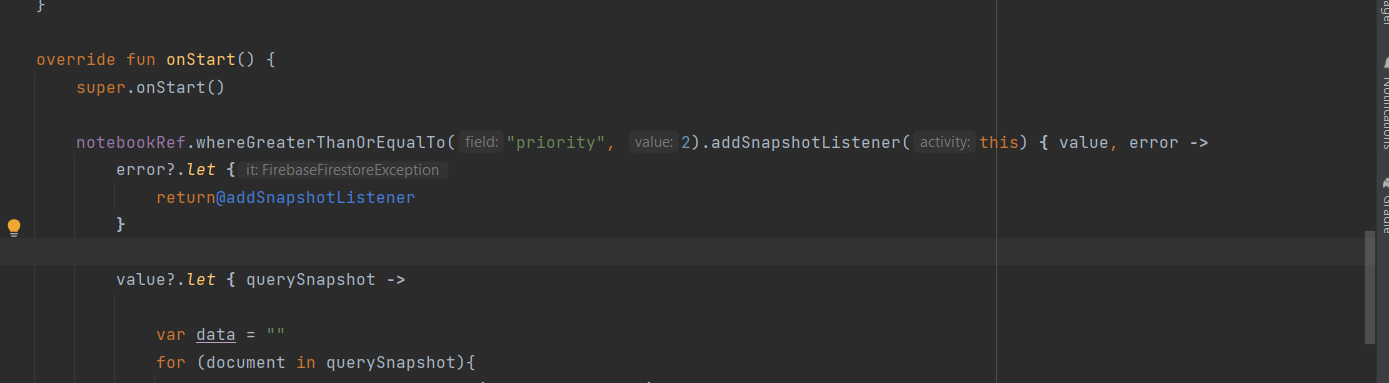 }
override fun onStart() {
super.onStart()
notebookRef.whereGreaterThanOrEqualTo( field: "priority", value: 2).addSnapshotListener( activity: this) { value, error ->
error?.let { it: FirebaseFirestoreException
return@addSnapshotListener
}
value?.let { querySnapshot ->
var data = ""
for (document in querySnapshot){
Notifications
Gradle